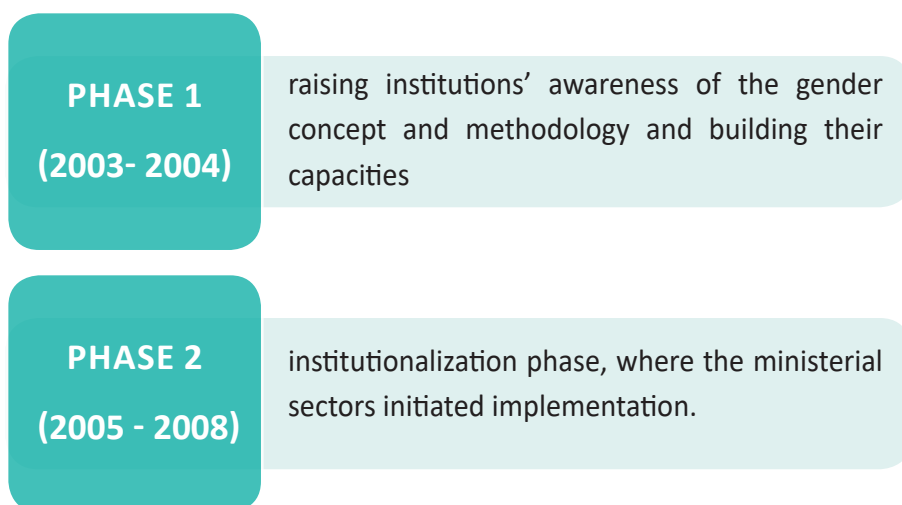 PHASE 1
(2003- 2004)
raising institutions’ awareness of the gender
concept and methodology and building their
capacities
PHASE 2
(2005 - 2008)
institutionalization phase, where the ministerial
sectors initiated implementation.